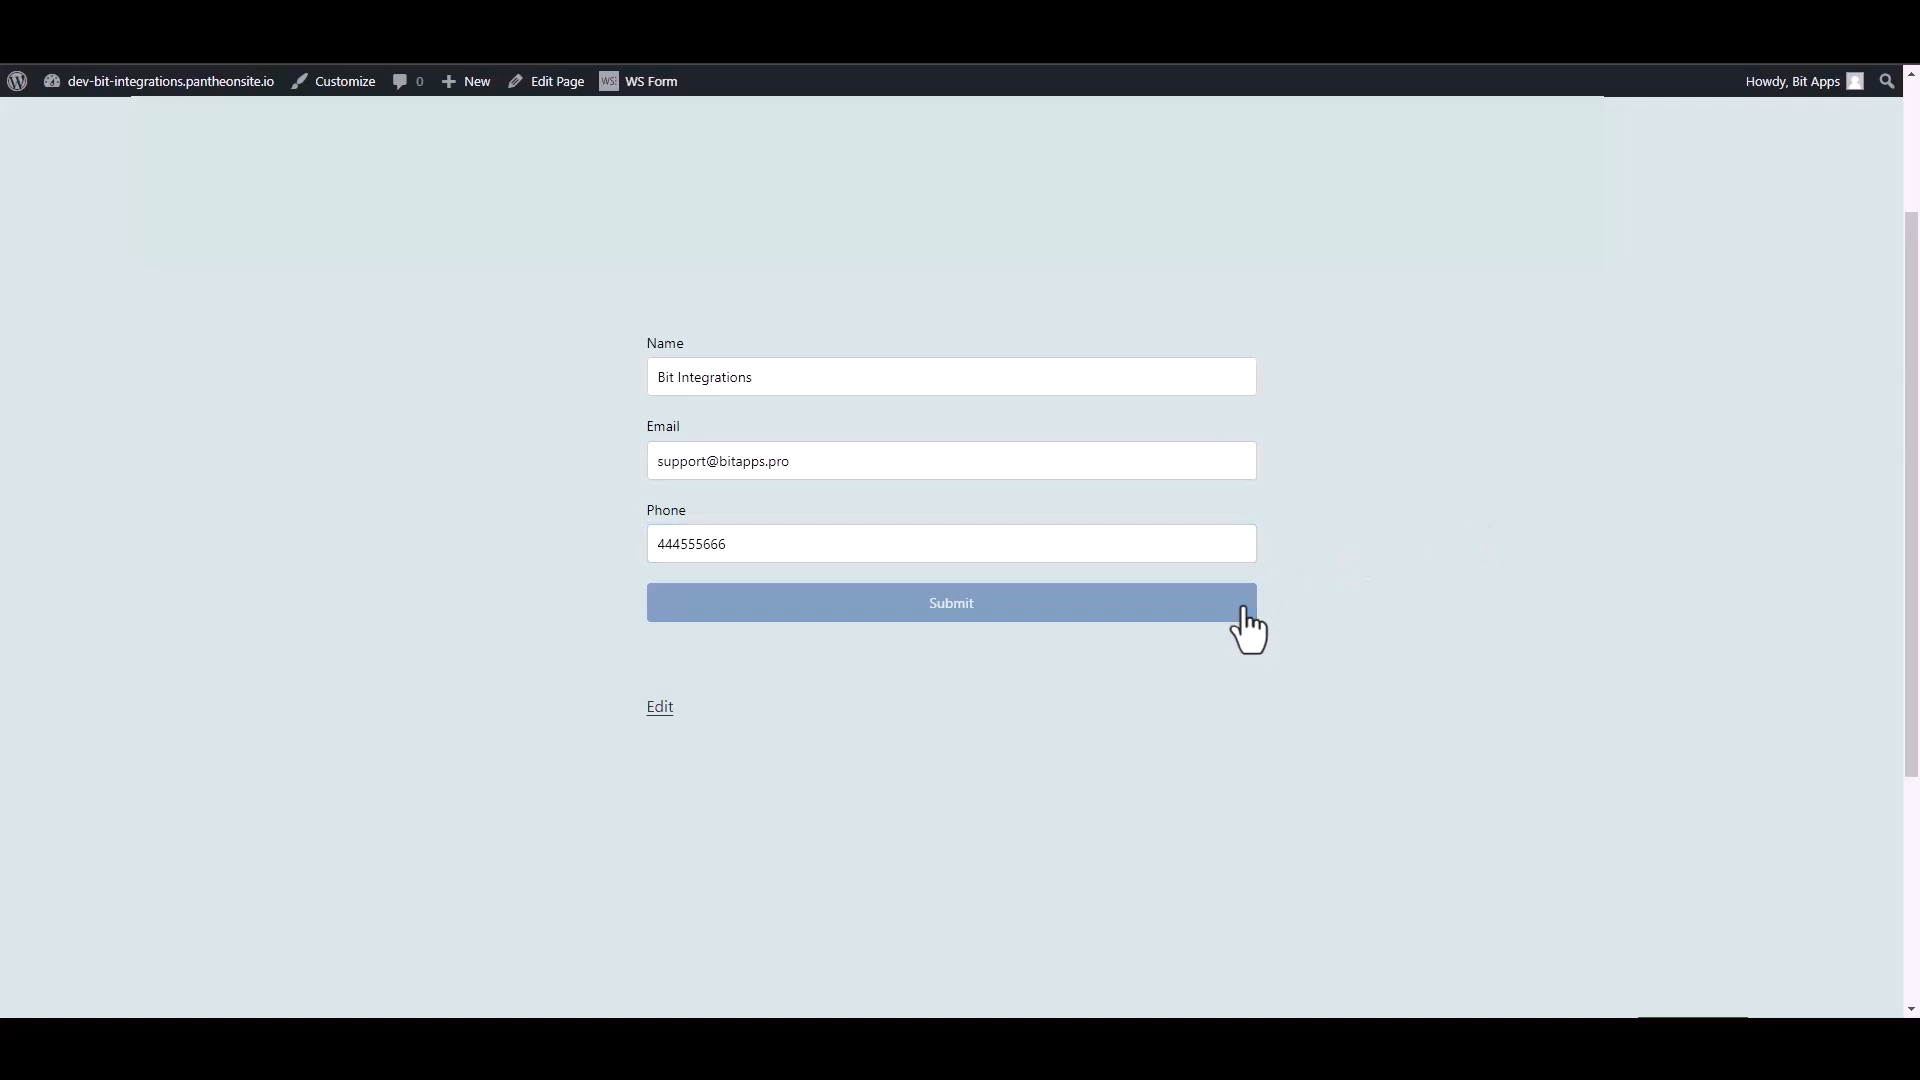 dev-bit-integrations.pantheonsite.io Customize 0 New Edit Page WS Form Howdy, Bit Apps
Name
Bit Integrations
Email
support@bitapps.pro
Phone
444555666
Submit
Edit